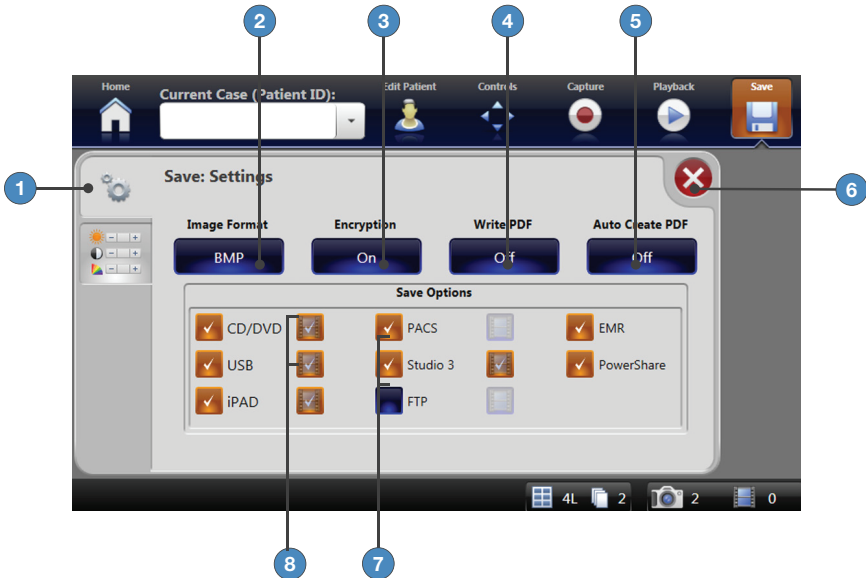 2 3 4 5
Home Edit Patient Controls Capture Playback Save
Current Case (Patient ID):
1 Save: Settings 6
Image Format Encryption Write PDF Auto Create PDF
BMP On Off Off
Save Options
CD/DVD PACS EMR
USB Studio 3 PowerShare
iPAD FTP
4L 2 2 0
8 7